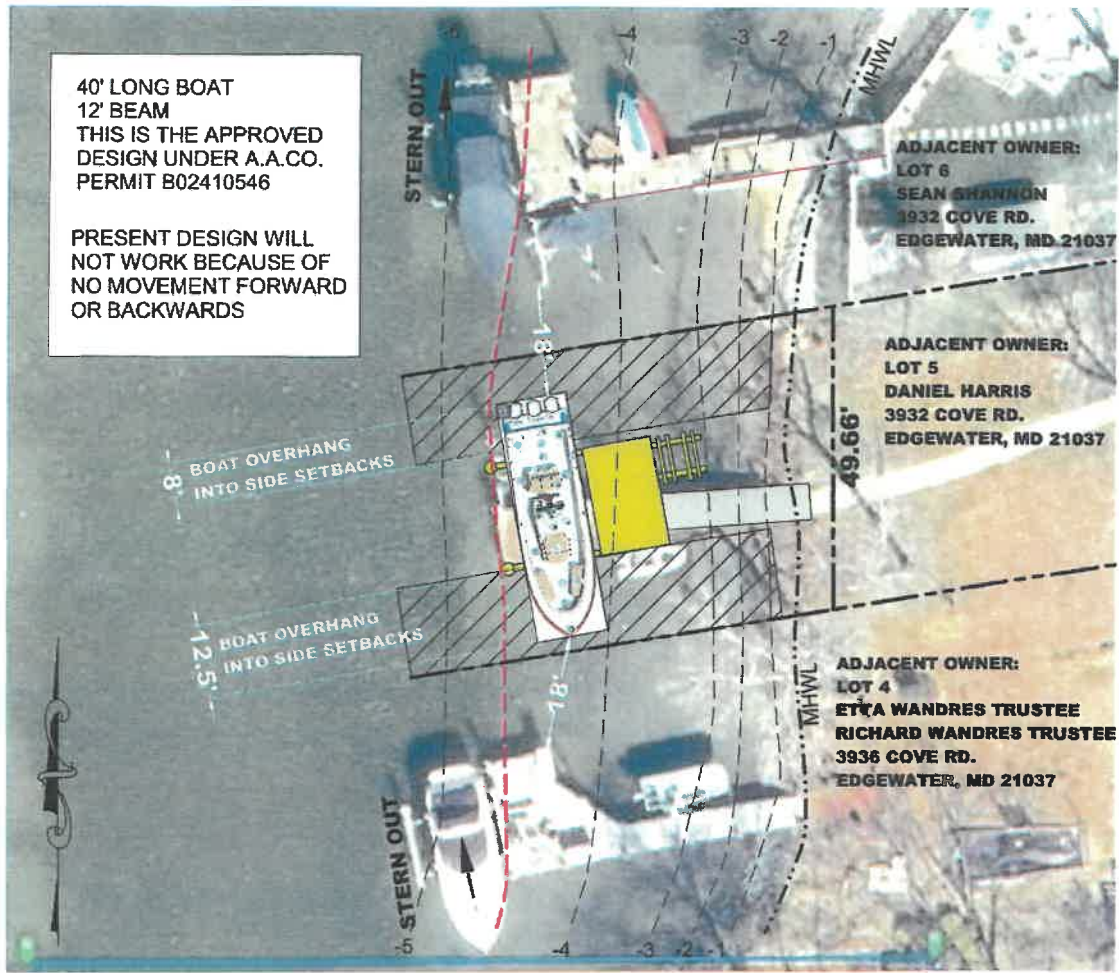 40' LONG BOAT
12' BEAM
THIS IS THE APPROVED
DESIGN UNDER A.A.CO.
PERMIT B02410546
PRESENT DESIGN WILL
NOT WORK BECAUSE OF
NO MOVEMENT FORWARD
OR BACKWARDS
-5
-4
-3
-2
-1
MHWL
STERN OUT
ADJACENT OWNER:
LOT 6
SEAN SHANNON
3932 COVE RD.
EDGEWATER, MD 21037
18'
ADJACENT OWNER:
LOT 5
DANIEL HARRIS
3932 COVE RD.
EDGEWATER, MD 21037
49.66'
-8'-
BOAT OVERHANG
INTO SIDE SETBACKS
-12.5'-
BOAT OVERHANG
INTO SIDE SETBACKS
18'
MHWL
ADJACENT OWNER:
LOT 4
ETTA WANDRES TRUSTEE
RICHARD WANDRES TRUSTEE
3936 COVE RD.
EDGEWATER, MD 21037
STERN OUT
-5
-4
-3
-2
-1